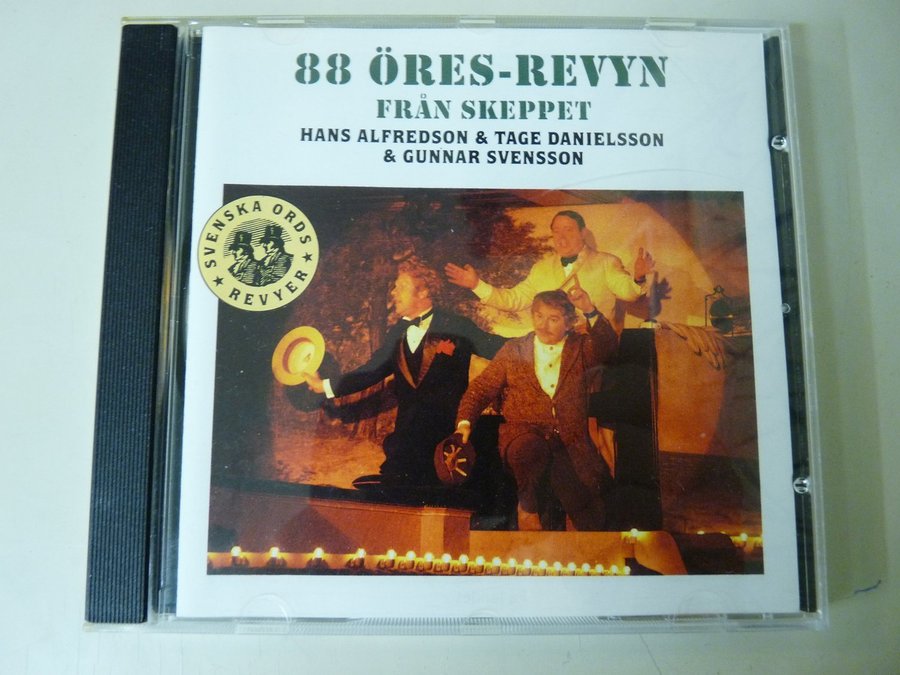 88 ÖRES-REVYN
FRÅN SKEPPET
HANS ALFREDSON & TAGE DANIELSSON
& GUNNAR SVENSSON
SVENSKA ORDS
★ REVYER ★